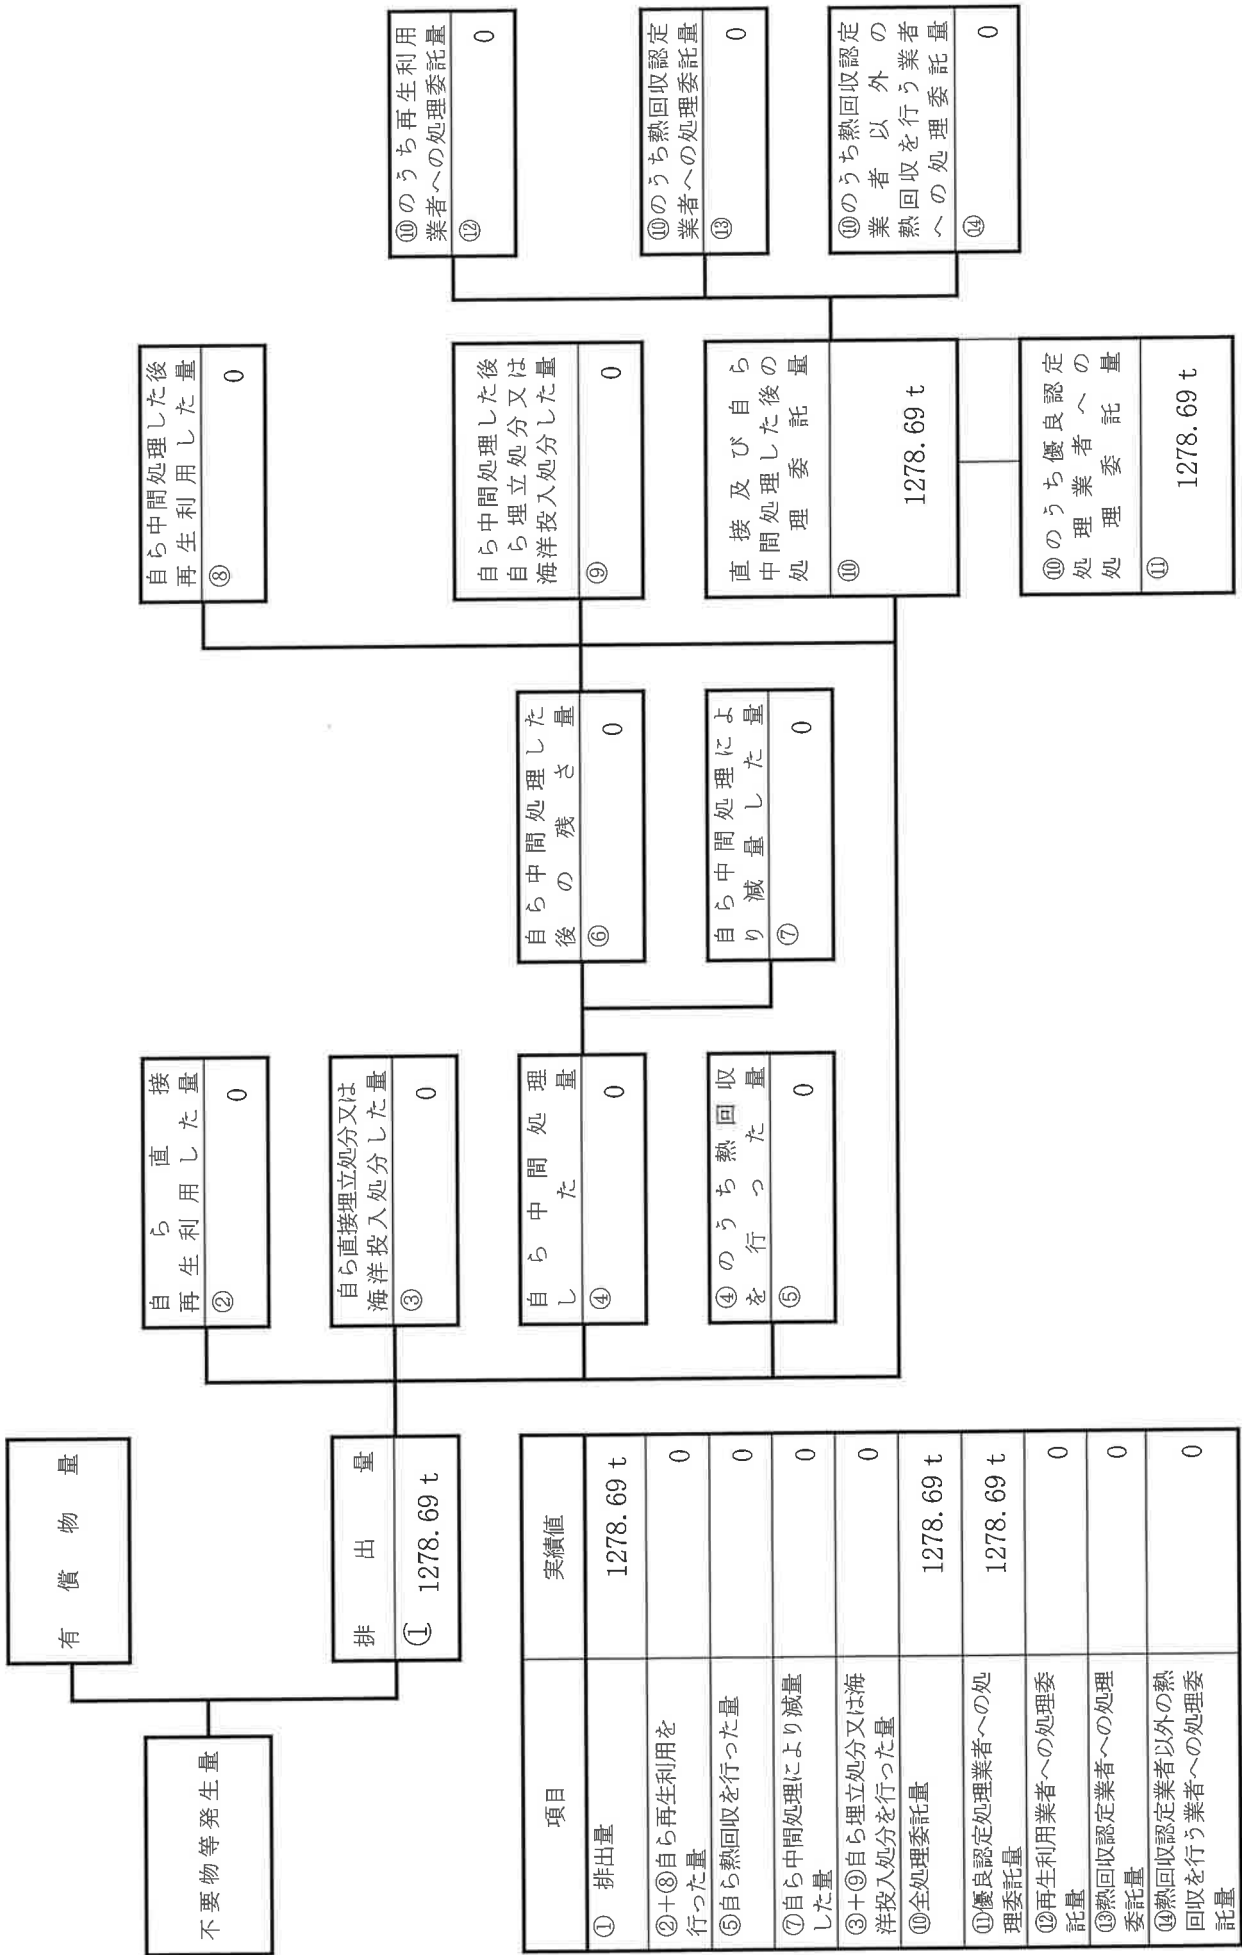 不要物等発生量
有償物量
排出量
① 1278.69 t
自ら直接
再生利用した量
② 0
自ら直接埋立処分又は
海洋投入処分した量
③ 0
自ら中間処理
した量
④ 0
④のうち熱回収
を行った量
⑤ 0
自ら中間処理した
後の残さ量
⑥ 0
自ら中間処理によ
り減量した量
⑦ 0
自ら中間処理した後
再生利用した量
⑧ 0
自ら中間処理した後
自ら埋立処分又は
海洋投入処分した量
⑨ 0
直接及び自ら
中間処理した後の
処理委託量
⑩
1278.69 t
⑩のうち優良認定
処理業者への
処理委託量
⑪
1278.69 t
⑩のうち再生利用
業者への処理委託量
⑫ 0
⑩のうち熱回収認定
業者への処理委託量
⑬ 0
⑩のうち熱回収認定
業者以外の
熱回収を行う業者
への処理委託量
⑭ 0
項目 実績値
① 排出量 1278.69 t
②+⑧自ら再生利用を
行った量 0
⑤自ら熱回収を行った量 0
⑦自ら中間処理により減量
した量 0
③+⑨自ら埋立処分又は海
洋投入処分を行った量 0
⑩全処理委託量 1278.69 t
⑪優良認定処理業者への処
理委託量 1278.69 t
⑫再生利用業者への処理委
託量 0
⑬熱回収認定業者への処理
委託量 0
⑭熱回収認定業者以外の熱
回収を行う業者への処理委
託量 0